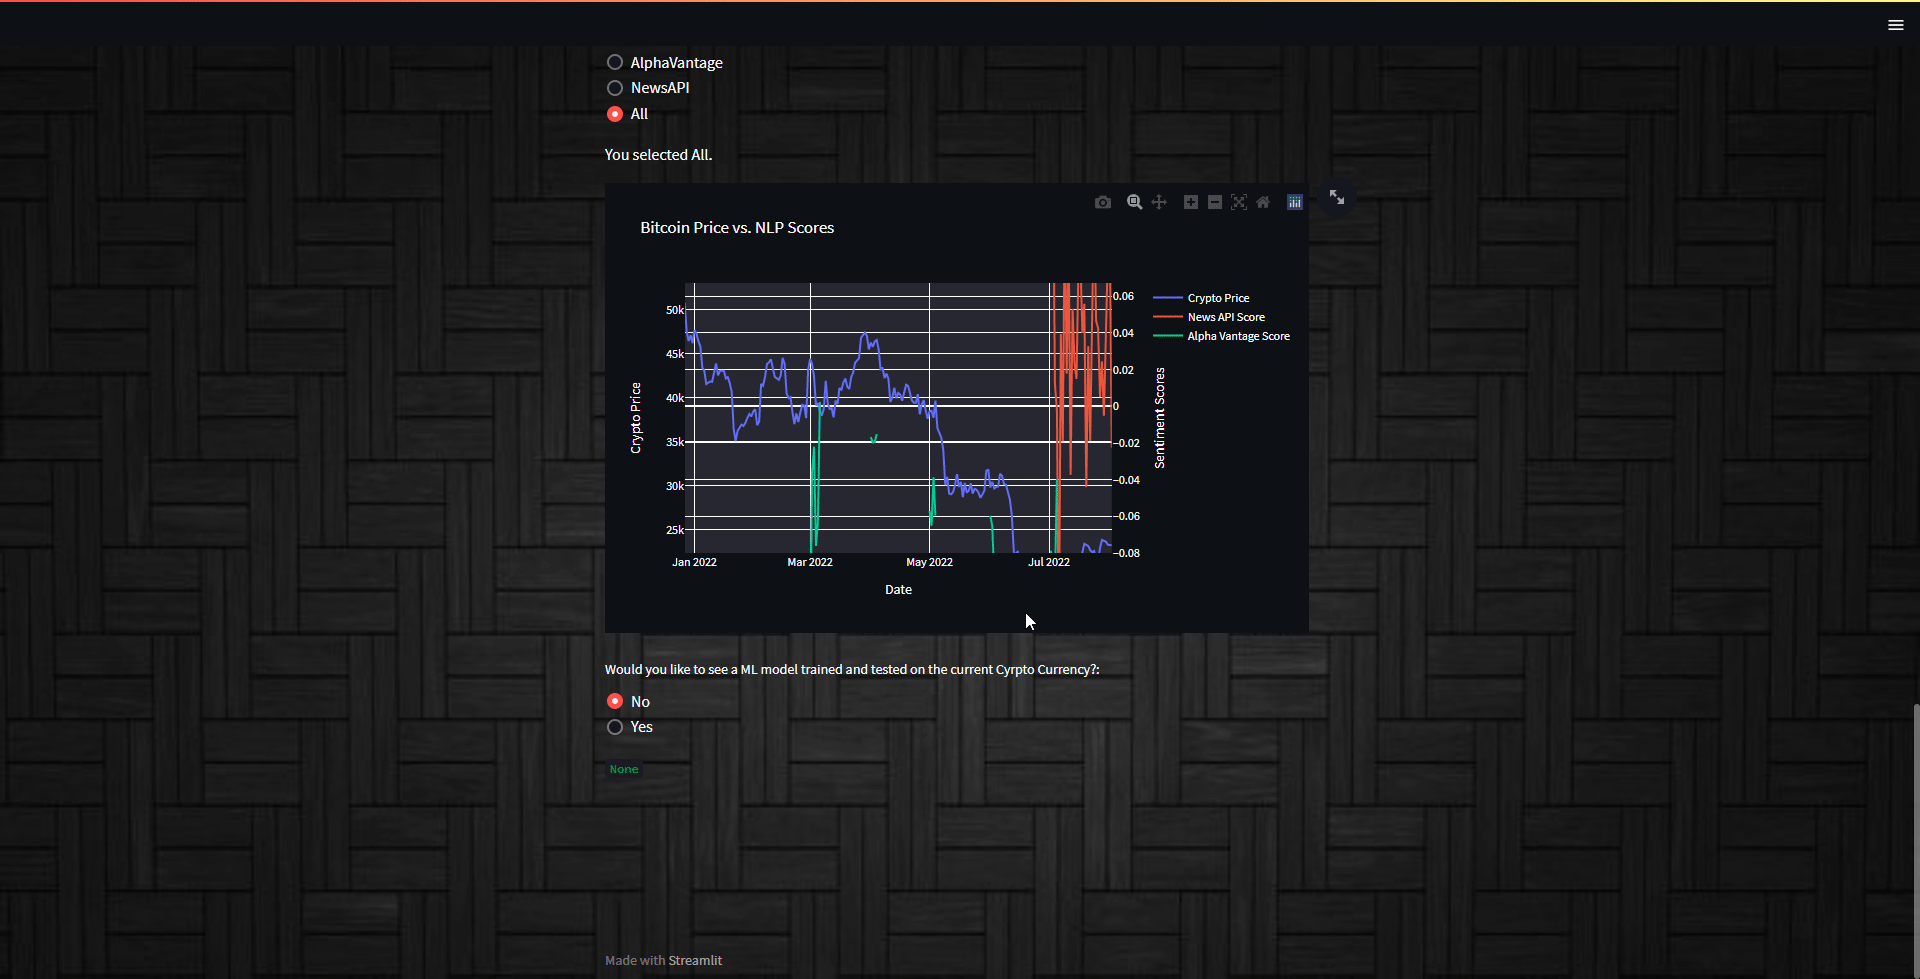 AlphaVantage
NewsAPI
All
You selected All.
Bitcoin Price vs. NLP Scores
Crypto Price
50k
45k
40k
35k
30k
25k
Jan 2022
Mar 2022
May 2022
Jul 2022
Date
0.06
0.04
0.02
0
−0.02
−0.04
−0.06
−0.08
Sentiment Scores
Crypto Price
News API Score
Alpha Vantage Score
Would you like to see a ML model trained and tested on the current Cyrpto Currency?:
No
Yes
None
Made with Streamlit